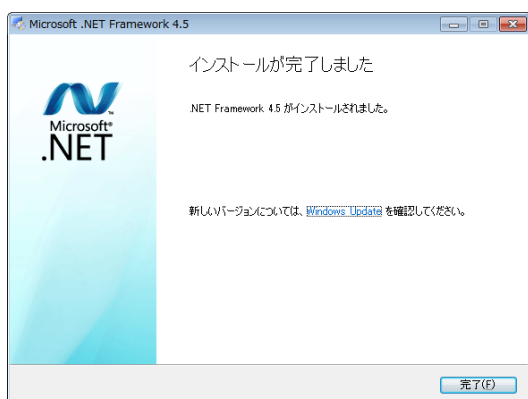 Microsoft .NET Framework 4.5
インストールが完了しました
.NET Framework 4.5 がインストールされました。
Microsoft®
.NET
新しいバージョンについては、Windows Update を確認してください。
完了(F)